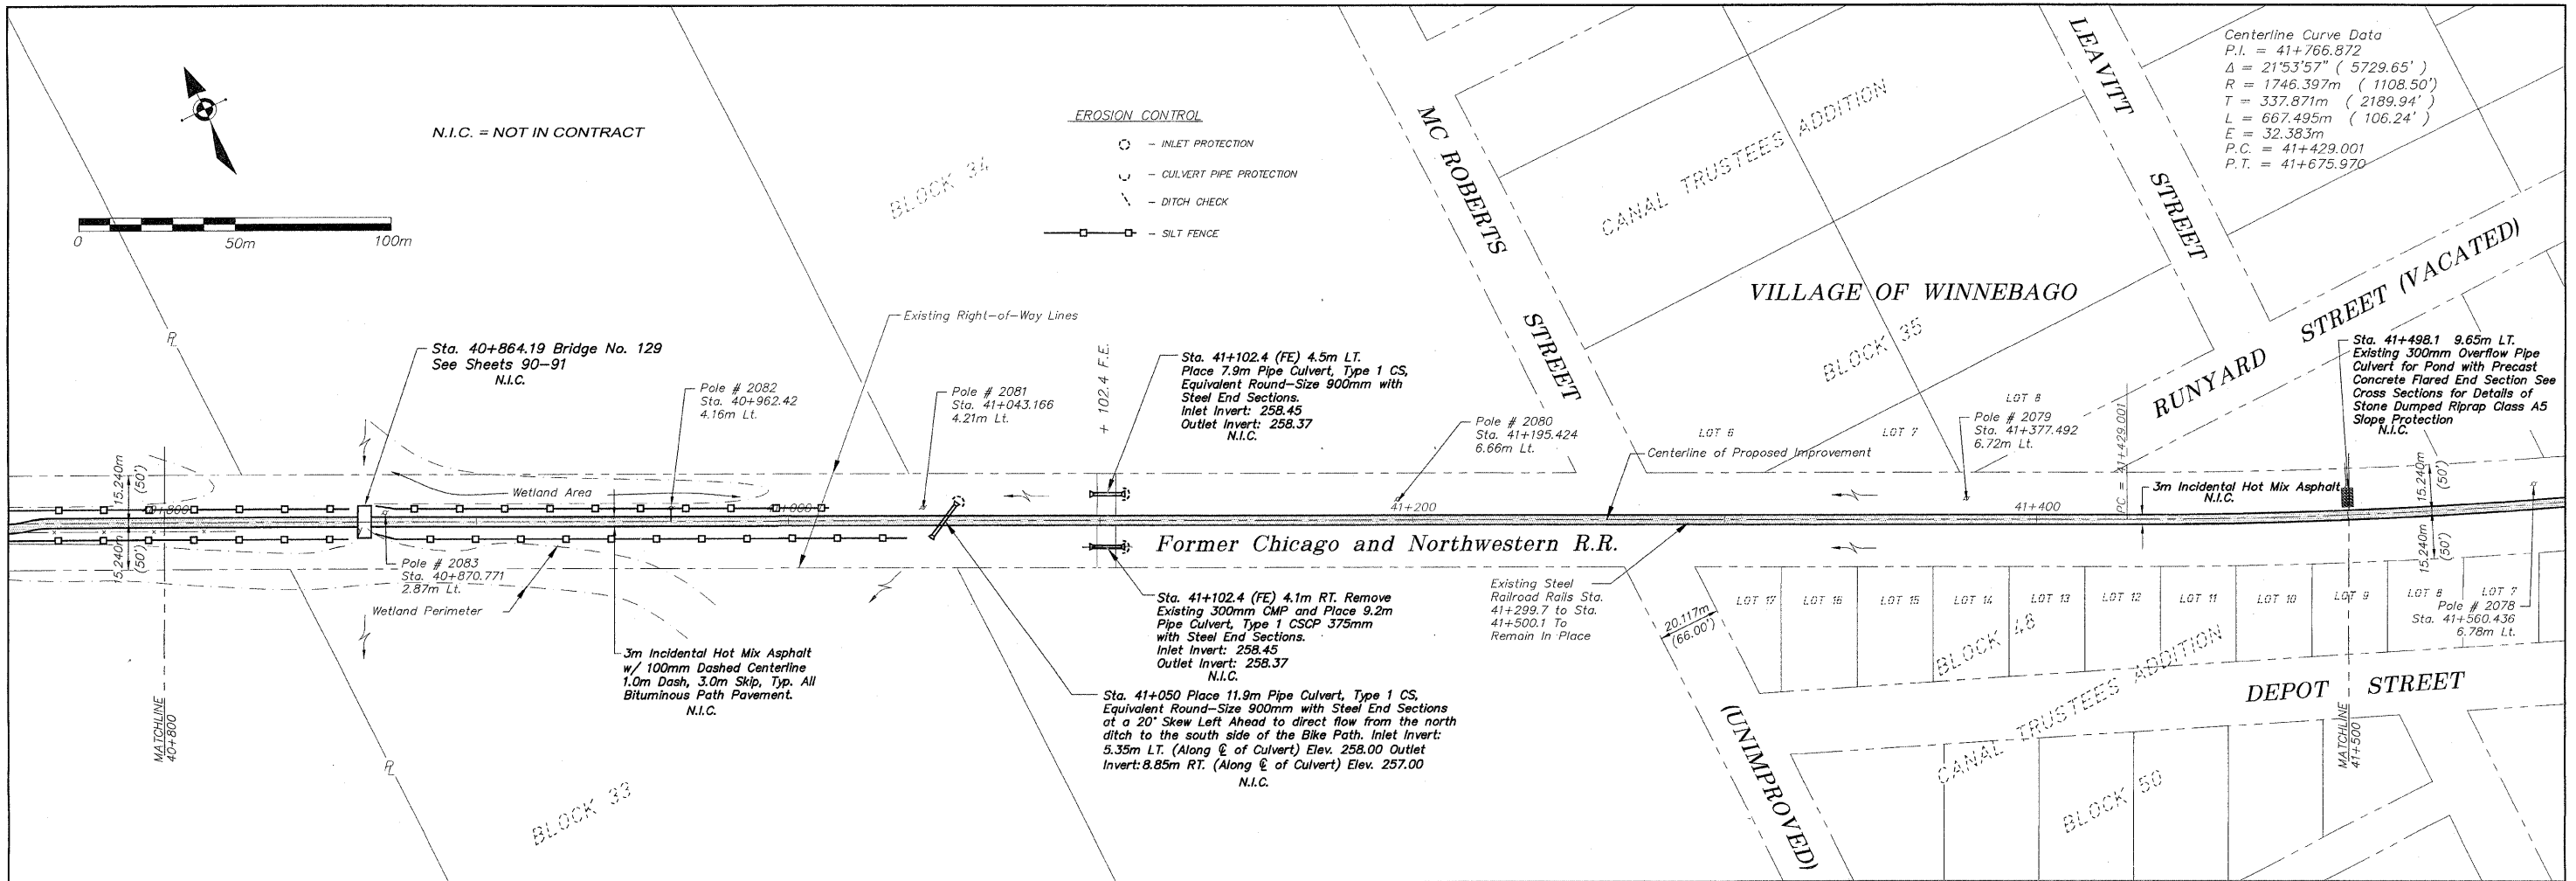 N.I.C. = NOT IN CONTRACT
0 50m 100m
EROSION CONTROL
- INLET PROTECTION
- CULVERT PIPE PROTECTION
- DITCH CHECK
- SILT FENCE
Centerline Curve Data
P.I. = 41+766.872
Δ = 21°53'57" ( 5729.65' )
R = 1746.397m ( 1108.50')
T = 337.871m ( 2189.94' )
L = 667.495m ( 106.24' )
E = 32.383m
P.C. = 41+429.001
P.T. = 41+675.970
BLOCK 34
MC ROBERTS
STREET
CANAL TRUSTEES ADDITION
LEAVITT
STREET
VILLAGE OF WINNEBAGO
BLOCK 35
RUNYARD STREET (VACATED)
Existing Right-of-Way Lines
Sta. 40+864.19 Bridge No. 129
See Sheets 90-91
N.I.C.
Pole # 2082
Sta. 40+962.42
4.16m Lt.
Pole # 2081
Sta. 41+043.166
4.21m Lt.
+ 102.4 F.E.
Sta. 41+102.4 (FE) 4.5m LT.
Place 7.9m Pipe Culvert, Type 1 CS,
Equivalent Round-Size 900mm with
Steel End Sections.
Inlet Invert: 258.45
Outlet Invert: 258.37
N.I.C.
Pole # 2080
Sta. 41+195.424
6.66m Lt.
LOT 6
LOT 7
LOT 8
Pole # 2079
Sta. 41+377.492
6.72m Lt.
P.C. = 41+429.001
Sta. 41+498.1 9.65m LT.
Existing 300mm Overflow Pipe
Culvert for Pond with Precast
Concrete Flared End Section See
Cross Sections for Details of
Stone Dumped Riprap Class A5
Slope Protection
N.I.C.
Centerline of Proposed Improvement
3m Incidental Hot Mix Asphalt
N.I.C.
15.240m
(50')
15.240m
(50')
15.240m
(50')
15.240m
(50')
Wetland Area
40+800
41+000
41+200
41+400
Former Chicago and Northwestern R.R.
Pole # 2083
Sta. 40+870.771
2.87m Lt.
Wetland Perimeter
3m Incidental Hot Mix Asphalt
w/ 100mm Dashed Centerline
1.0m Dash, 3.0m Skip, Typ. All
Bituminous Path Pavement.
N.I.C.
Sta. 41+102.4 (FE) 4.1m RT. Remove
Existing 300mm CMP and Place 9.2m
Pipe Culvert, Type 1 CSCP 375mm
with Steel End Sections.
Inlet Invert: 258.45
Outlet Invert: 258.37
N.I.C.
Sta. 41+050 Place 11.9m Pipe Culvert, Type 1 CS,
Equivalent Round-Size 900mm with Steel End Sections
at a 20° Skew Left Ahead to direct flow from the north
ditch to the south side of the Bike Path. Inlet Invert:
5.35m LT. (Along ℄ of Culvert) Elev. 258.00 Outlet
Invert: 8.85m RT. (Along ℄ of Culvert) Elev. 257.00
N.I.C.
Existing Steel
Railroad Rails Sta.
41+299.7 to Sta.
41+500.1 To
Remain In Place
20.117m
(66.00')
LOT 17 LOT 16 LOT 15 LOT 14 LOT 13 LOT 12 LOT 11 LOT 10 LOT 9 LOT 8 LOT 7
Pole # 2078
Sta. 41+560.436
6.78m Lt.
BLOCK 48
CANAL TRUSTEES ADDITION
DEPOT STREET
(UNIMPROVED)
BLOCK 50
BLOCK 33
MATCHLINE
40+800
MATCHLINE
41+500